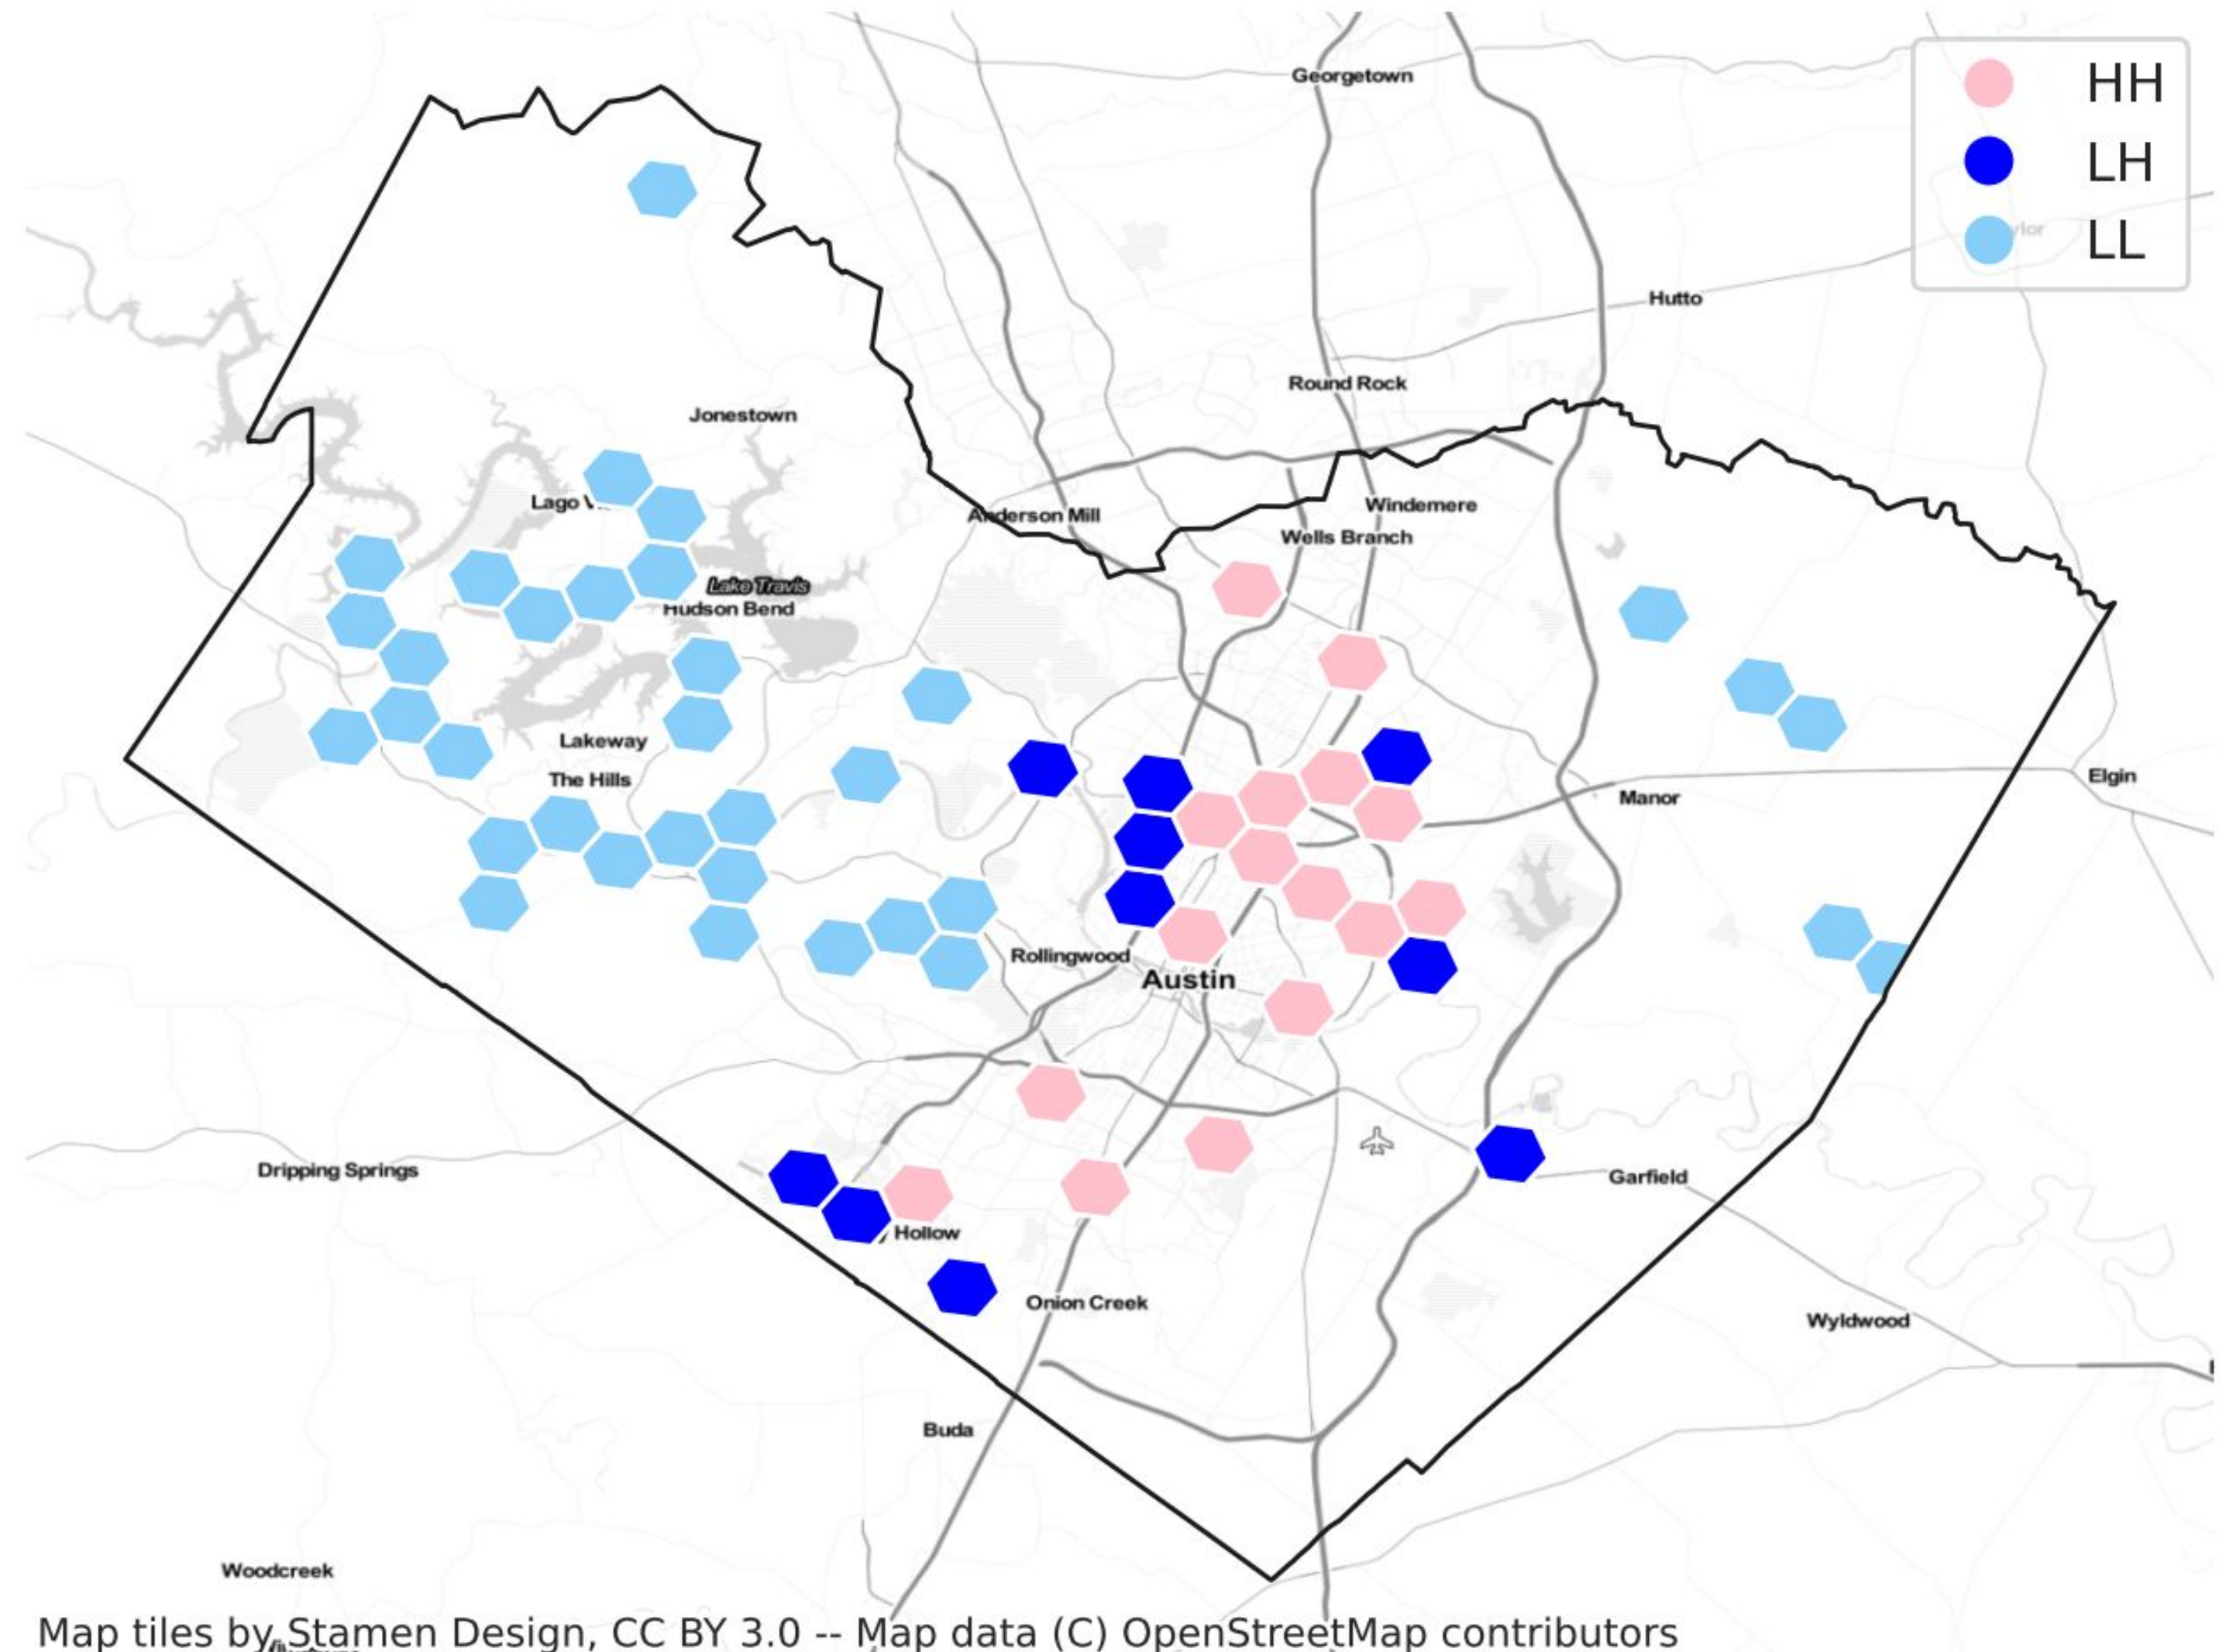 Georgetown
HH
LH
LL
Hutto
Round Rock
Jonestown
Lago
Anderson Mill
Windemere
Wells Branch
Lake Travis
Hudson Bend
Lakeway
The Hills
Manor
Elgin
Rollingwood
Austin
Dripping Springs
Garfield
Hollow
Onion Creek
Wyldwood
Buda
Woodcreek
Map tiles by Stamen Design, CC BY 3.0 -- Map data (C) OpenStreetMap contributors